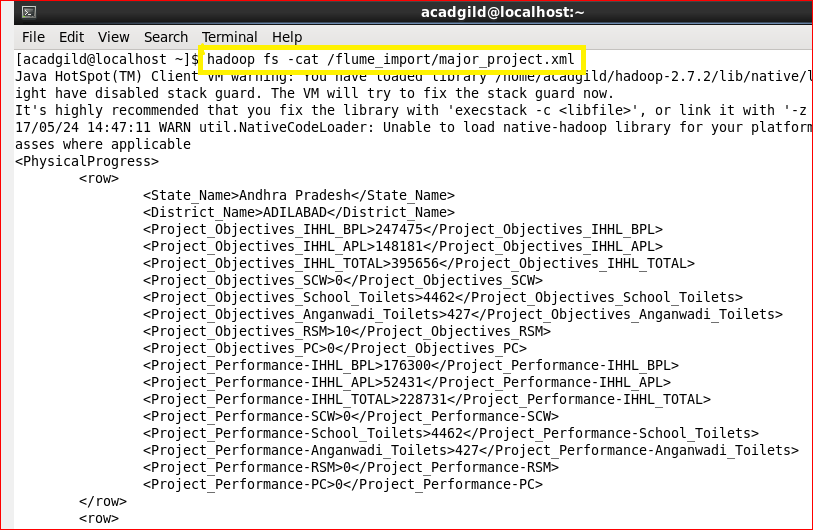 acadgild@localhost:~
File Edit View Search Terminal Help
[acadgild@localhost ~]$ hadoop fs -cat /flume_import/major_project.xml
Java HotSpot(TM) Client VM warning: You have loaded library /home/acadgild/hadoop-2.7.2/lib/native/l
ight have disabled stack guard. The VM will try to fix the stack guard now.
It's highly recommended that you fix the library with 'execstack -c <libfile>', or link it with '-z
17/05/24 14:47:11 WARN util.NativeCodeLoader: Unable to load native-hadoop library for your platform
asses where applicable
<PhysicalProgress>
<row>
<State_Name>Andhra Pradesh</State_Name>
<District_Name>ADILABAD</District_Name>
<Project_Objectives_IHHL_BPL>247475</Project_Objectives_IHHL_BPL>
<Project_Objectives_IHHL_APL>148181</Project_Objectives_IHHL_APL>
<Project_Objectives_IHHL_TOTAL>395656</Project_Objectives_IHHL_TOTAL>
<Project_Objectives_SCW>0</Project_Objectives_SCW>
<Project_Objectives_School_Toilets>4462</Project_Objectives_School_Toilets>
<Project_Objectives_Anganwadi_Toilets>427</Project_Objectives_Anganwadi_Toilets>
<Project_Objectives_RSM>10</Project_Objectives_RSM>
<Project_Objectives_PC>0</Project_Objectives_PC>
<Project_Performance-IHHL_BPL>176300</Project_Performance-IHHL_BPL>
<Project_Performance-IHHL_APL>52431</Project_Performance-IHHL_APL>
<Project_Performance-IHHL_TOTAL>228731</Project_Performance-IHHL_TOTAL>
<Project_Performance-SCW>0</Project_Performance-SCW>
<Project_Performance-School_Toilets>4462</Project_Performance-School_Toilets>
<Project_Performance-Anganwadi_Toilets>427</Project_Performance-Anganwadi_Toilets>
<Project_Performance-RSM>0</Project_Performance-RSM>
<Project_Performance-PC>0</Project_Performance-PC>
</row>
<row>